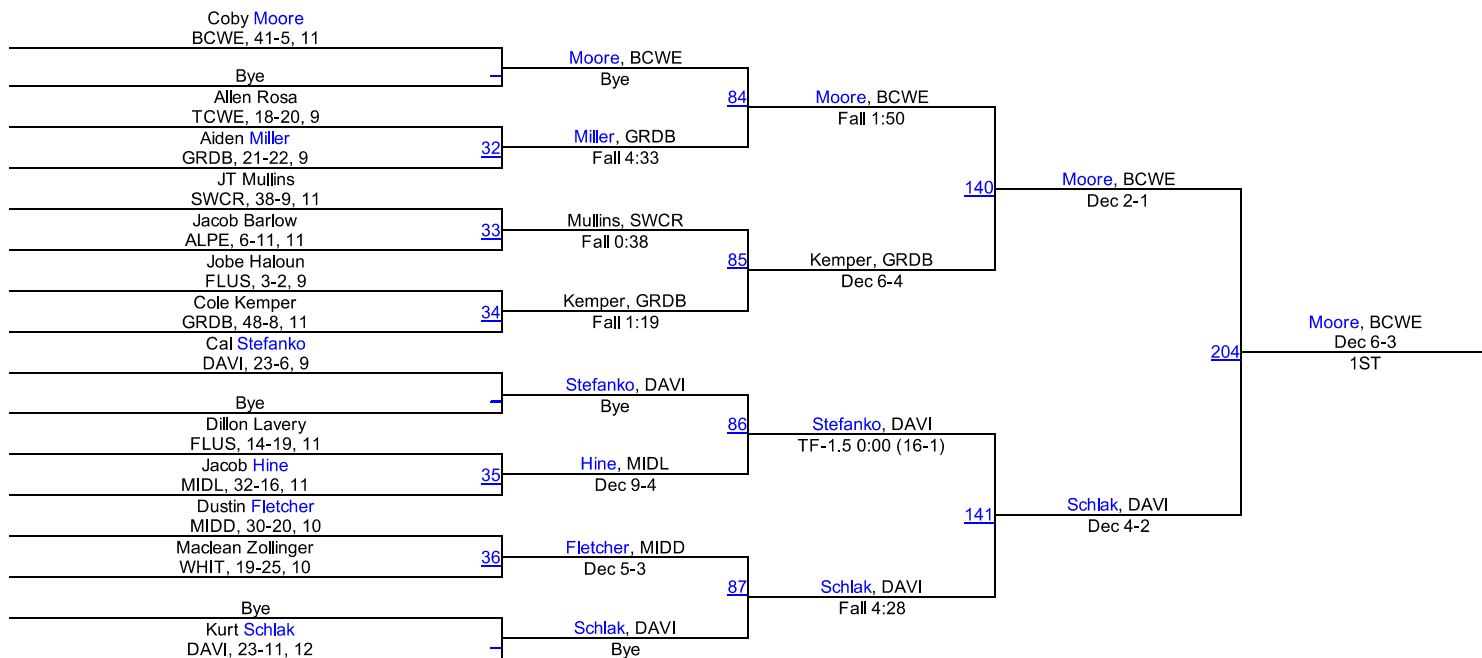 Coby Moore
BCWE, 41-5, 11
Bye
Allen Rosa
TCWE, 18-20, 9
Aiden Miller
GRDB, 21-22, 9
JT Mullins
SWCR, 38-9, 11
Jacob Barlow
ALPE, 6-11, 11
Jobe Haloun
FLUS, 3-2, 9
Cole Kemper
GRDB, 48-8, 11
Cal Stefanko
DAVI, 23-6, 9
Bye
Dillon Lavery
FLUS, 14-19, 11
Jacob Hine
MIDL, 32-16, 11
Dustin Fletcher
MIDD, 30-20, 10
Maclean Zollinger
WHIT, 19-25, 10
Bye
Kurt Schlak
DAVI, 23-11, 12
32
33
34
35
36
Moore, BCWE
Bye
Miller, GRDB
Fall 4:33
Mullins, SWCR
Fall 0:38
Kemper, GRDB
Fall 1:19
Stefanko, DAVI
Bye
Hine, MIDL
Dec 9-4
Fletcher, MIDD
Dec 5-3
Schlak, DAVI
Bye
84
85
86
87
Moore, BCWE
Fall 1:50
Kemper, GRDB
Dec 6-4
Stefanko, DAVI
TF-1.5 0:00 (16-1)
Schlak, DAVI
Fall 4:28
140
141
Moore, BCWE
Dec 2-1
Schlak, DAVI
Dec 4-2
204
Moore, BCWE
Dec 6-3
1ST